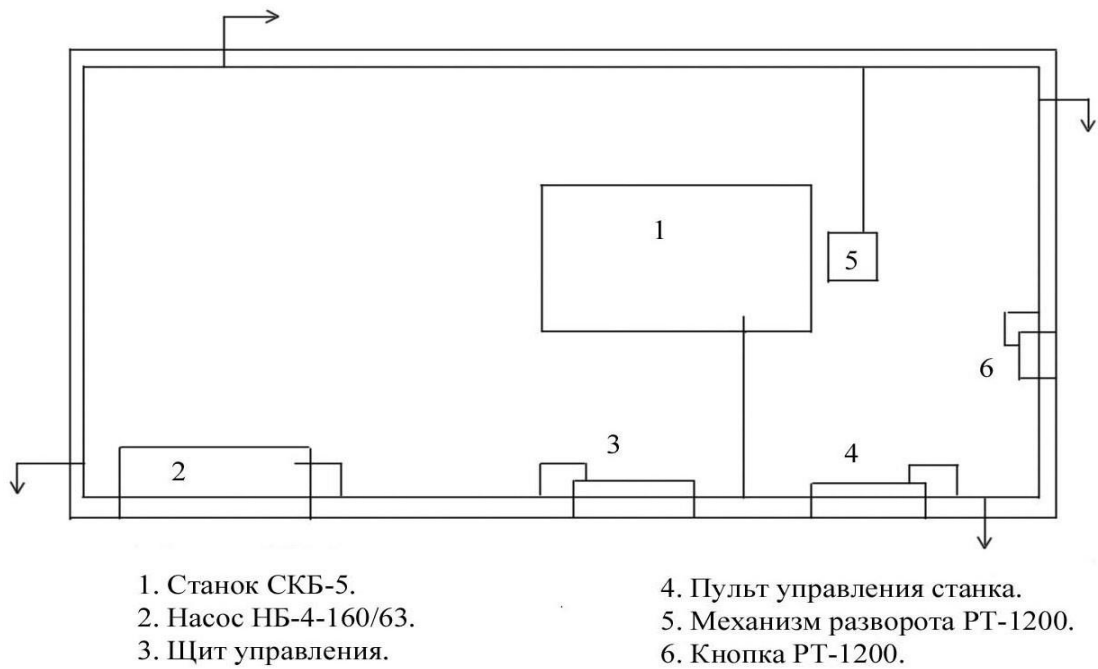 1
5
6
3
4
2
1. Станок СКБ-5.
2. Насос НБ-4-160/63.
3. Щит управления.
4. Пульт управления станка.
5. Механизм разворота РТ-1200.
6. Кнопка РТ-1200.